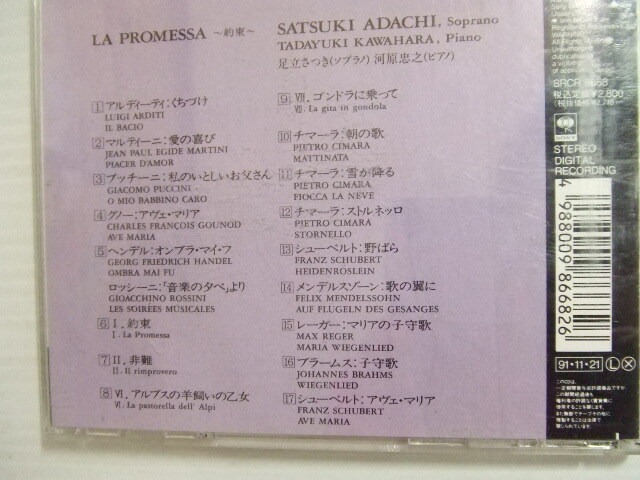 LA PROMESSA ～約束～
SATSUKI ADACHI, Soprano
TADAYUKI KAWAHARA, Piano
足立さつき(ソプラノ) 河原忠之(ピアノ)
1 アルディーティ:くちづけ
LUIGI ARDITI
IL BACIO
2 マルティーニ:愛の喜び
JEAN PAUL EGIDE MARTINI
PIACER D'AMOR
3 プッチーニ:私のいとしいお父さん
GIACOMO PUCCINI
O MIO BABBINO CARO
4 グノー:アヴェ・マリア
CHARLES FRANÇOIS GOUNOD
AVE MARIA
5 ヘンデル:オンブラ・マイ・フ
GEORG FRIEDRICH HANDEL
OMBRA MAI FU
ロッシーニ:「音楽の夕べ」より
GIOACCHINO ROSSINI
LES SOIRÉES MUSICALES
6 I. 約束
I. La Promessa
7 II. 非難
II. Il rimprovero
8 VI. アルプスの羊飼いの乙女
VI. La pastorella dell' Alpi
9 VII. ゴンドラに乗って
VII. La gita in gondola
10 チマーラ:朝の歌
PIETRO CIMARA
MATTINATA
11 チマーラ:雪が降る
PIETRO CIMARA
FIOCCA LA NEVE
12 チマーラ:ストルネッロ
PIETRO CIMARA
STORNELLO
13 シューベルト:野ばら
FRANZ SCHUBERT
HEIDENRÖSLEIN
14 メンデルスゾーン:歌の翼に
FELIX MENDELSSOHN
AUF FLUGELN DES GESANGES
15 レーガー:マリアの子守歌
MAX REGER
MARIA WIEGENLIED
16 ブラームス:子守歌
JOHANNES BRAHMS
WIEGENLIED
17 シューベルト:アヴェ・マリア
FRANZ SCHUBERT
AVE MARIA
税込定価¥2,800
STEREO
DIGITAL
RECORDING
4 988009 866826
91・11・21 L X